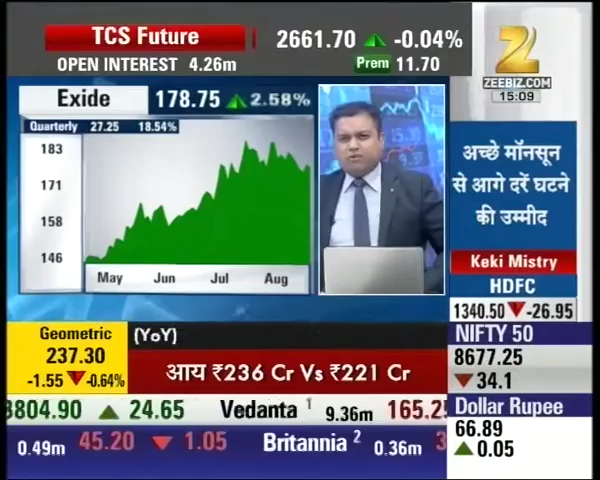 TCS Future
2661.70 -0.04%
OPEN INTEREST 4.26m
Prem 11.70
Z
ZEEBIZ.COM
15:09
Exide 178.75 2.58%
Quarterly 27.25 18.54%
183
171
158
146
May Jun Jul Aug
अच्छे मॉनसून
से आगे दरें घटने
की उम्मीद
Keki Mistry
HDFC
1340.50 -26.95
Geometric
237.30
-1.55 -0.64%
(YoY)
आय ₹236 Cr Vs ₹221 Cr
NIFTY 50
8677.25
34.1
3804.90 24.65 Vedanta 1 9.36m 165.25
0.49m 45.20 1.05 Britannia 2 0.36m 3
Dollar Rupee
66.89
0.05